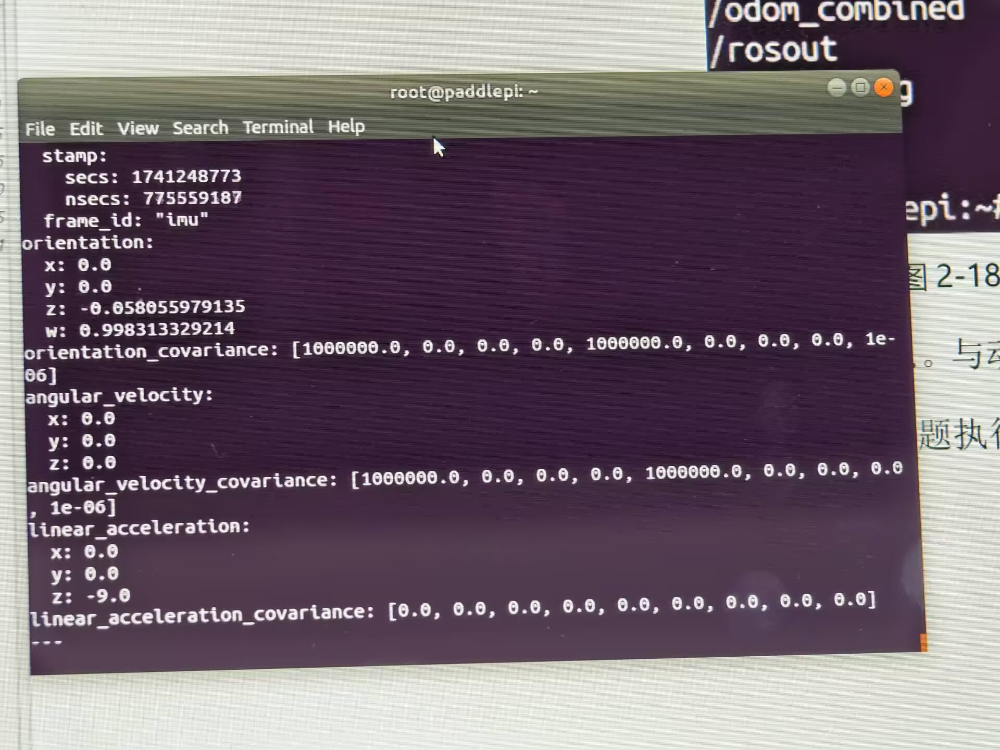 /odom_combined
/rosout
g
root@paddlepi: ~
File Edit View Search Terminal Help
stamp:
secs: 1741248773
nsecs: 775559187
frame_id: "imu"
orientation:
x: 0.0
y: 0.0
z: -0.058055979135
w: 0.998313329214
orientation_covariance: [1000000.0, 0.0, 0.0, 0.0, 1000000.0, 0.0, 0.0, 0.0, 1e-
06]
angular_velocity:
x: 0.0
y: 0.0
z: 0.0
angular_velocity_covariance: [1000000.0, 0.0, 0.0, 0.0, 1000000.0, 0.0, 0.0, 0.0
, 1e-06]
linear_acceleration:
x: 0.0
y: 0.0
z: -9.0
linear_acceleration_covariance: [0.0, 0.0, 0.0, 0.0, 0.0, 0.0, 0.0, 0.0, 0.0]
---
epi:~#
图 2-18
。与
题执